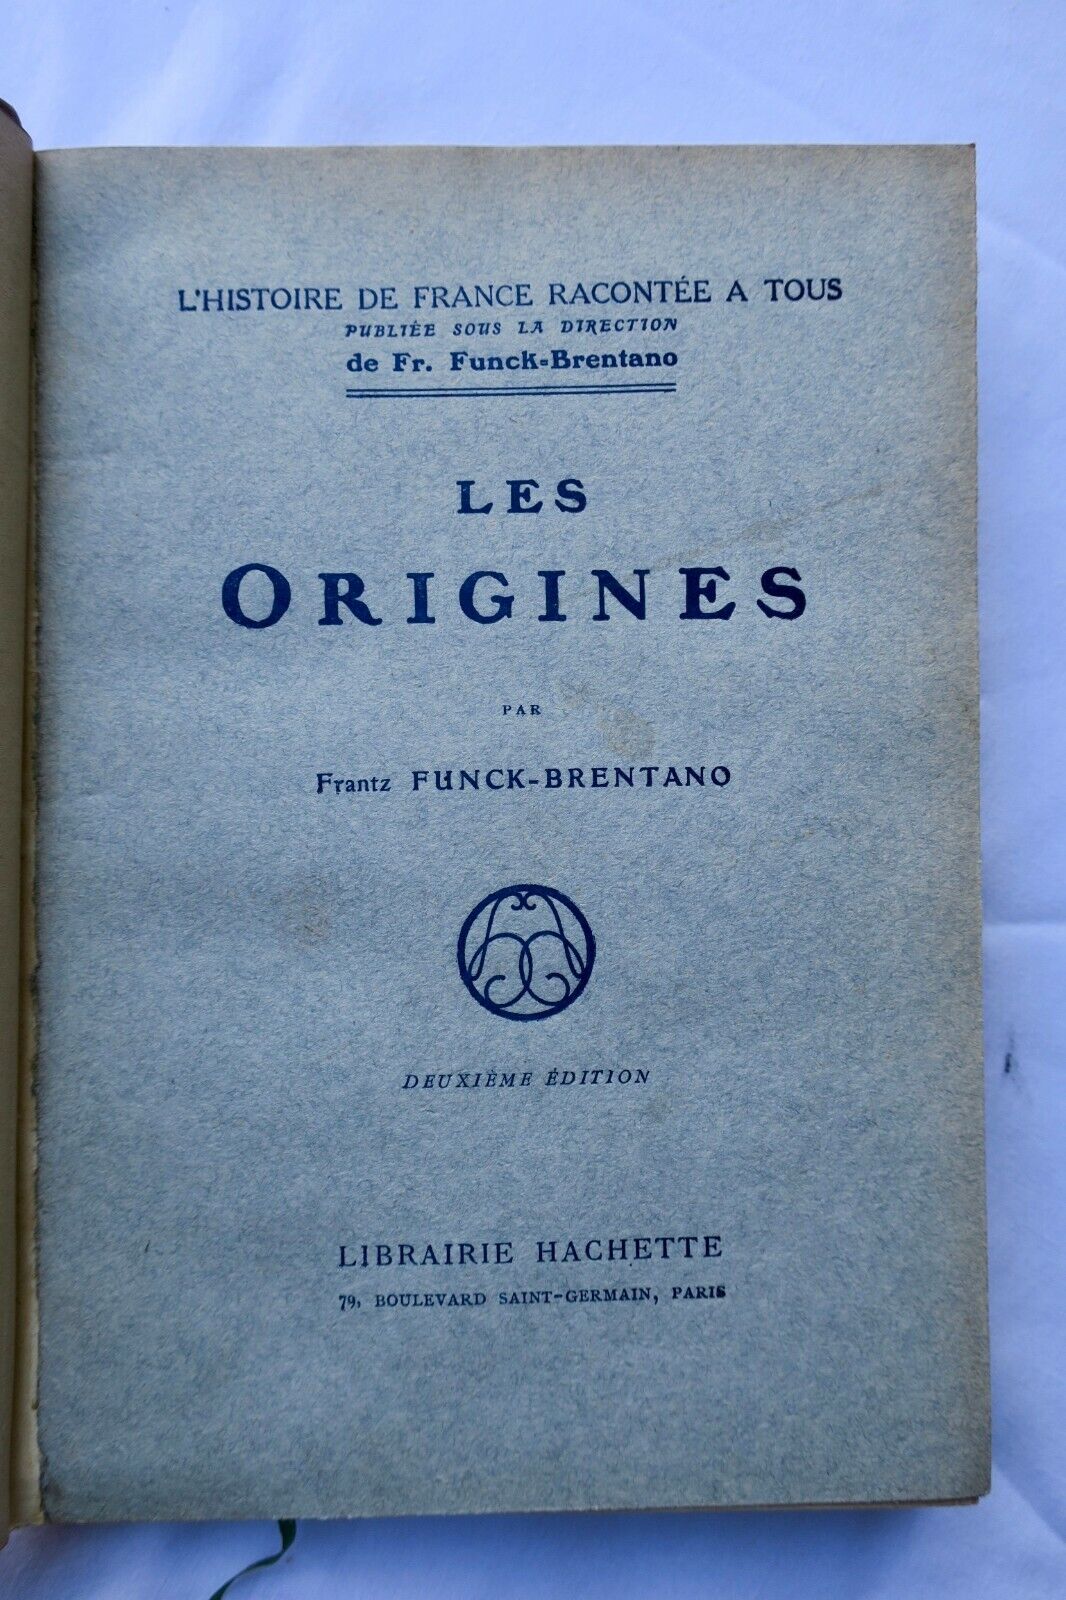 L'HISTOIRE DE FRANCE RACONTÉE A TOUS
PUBLIÉE SOUS LA DIRECTION
de Fr. Funck-Brentano
LES
ORIGINES
PAR
Frantz FUNCK-BRENTANO
DEUXIÈME ÉDITION
LIBRAIRIE HACHETTE
79, BOULEVARD SAINT-GERMAIN, PARIS